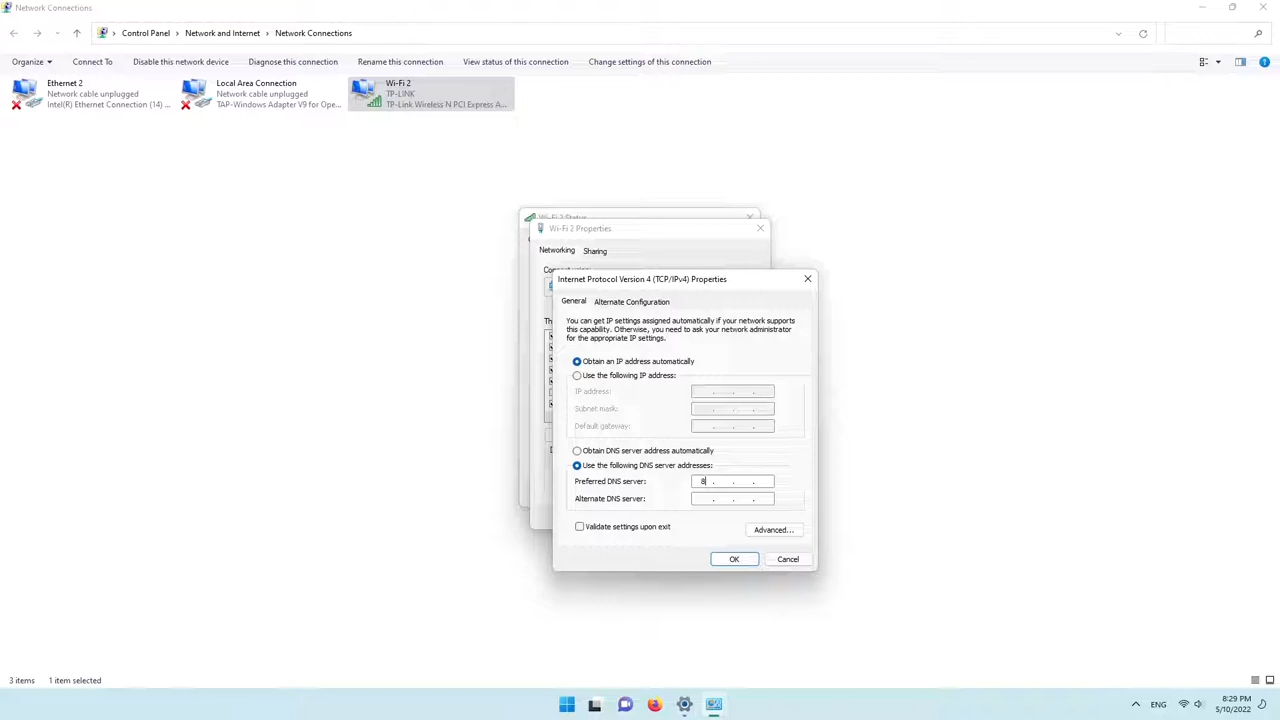 Network Connections
Control Panel > Network and Internet > Network Connections
Organize Connect To Disable this network device Diagnose this connection Rename this connection View status of this connection Change settings of this connection
Ethernet 2
Network cable unplugged
Intel(R) Ethernet Connection (14) ...
Local Area Connection
Network cable unplugged
TAP-Windows Adapter V9 for Ope...
Wi-Fi 2
TP-LINK
TP-Link Wireless N PCI Express A...
Wi-Fi 2 Status
Wi-Fi 2 Properties
Networking Sharing
Internet Protocol Version 4 (TCP/IPv4) Properties
General Alternate Configuration
You can get IP settings assigned automatically if your network supports
this capability. Otherwise, you need to ask your network administrator
for the appropriate IP settings.
Obtain an IP address automatically
Use the following IP address:
IP address: . . .
Subnet mask: . . .
Default gateway: . . .
Obtain DNS server address automatically
Use the following DNS server addresses:
Preferred DNS server: 8 . . .
Alternate DNS server: . . .
Validate settings upon exit
Advanced...
OK Cancel
3 items 1 item selected
ENG
8:29 PM
5/10/2022